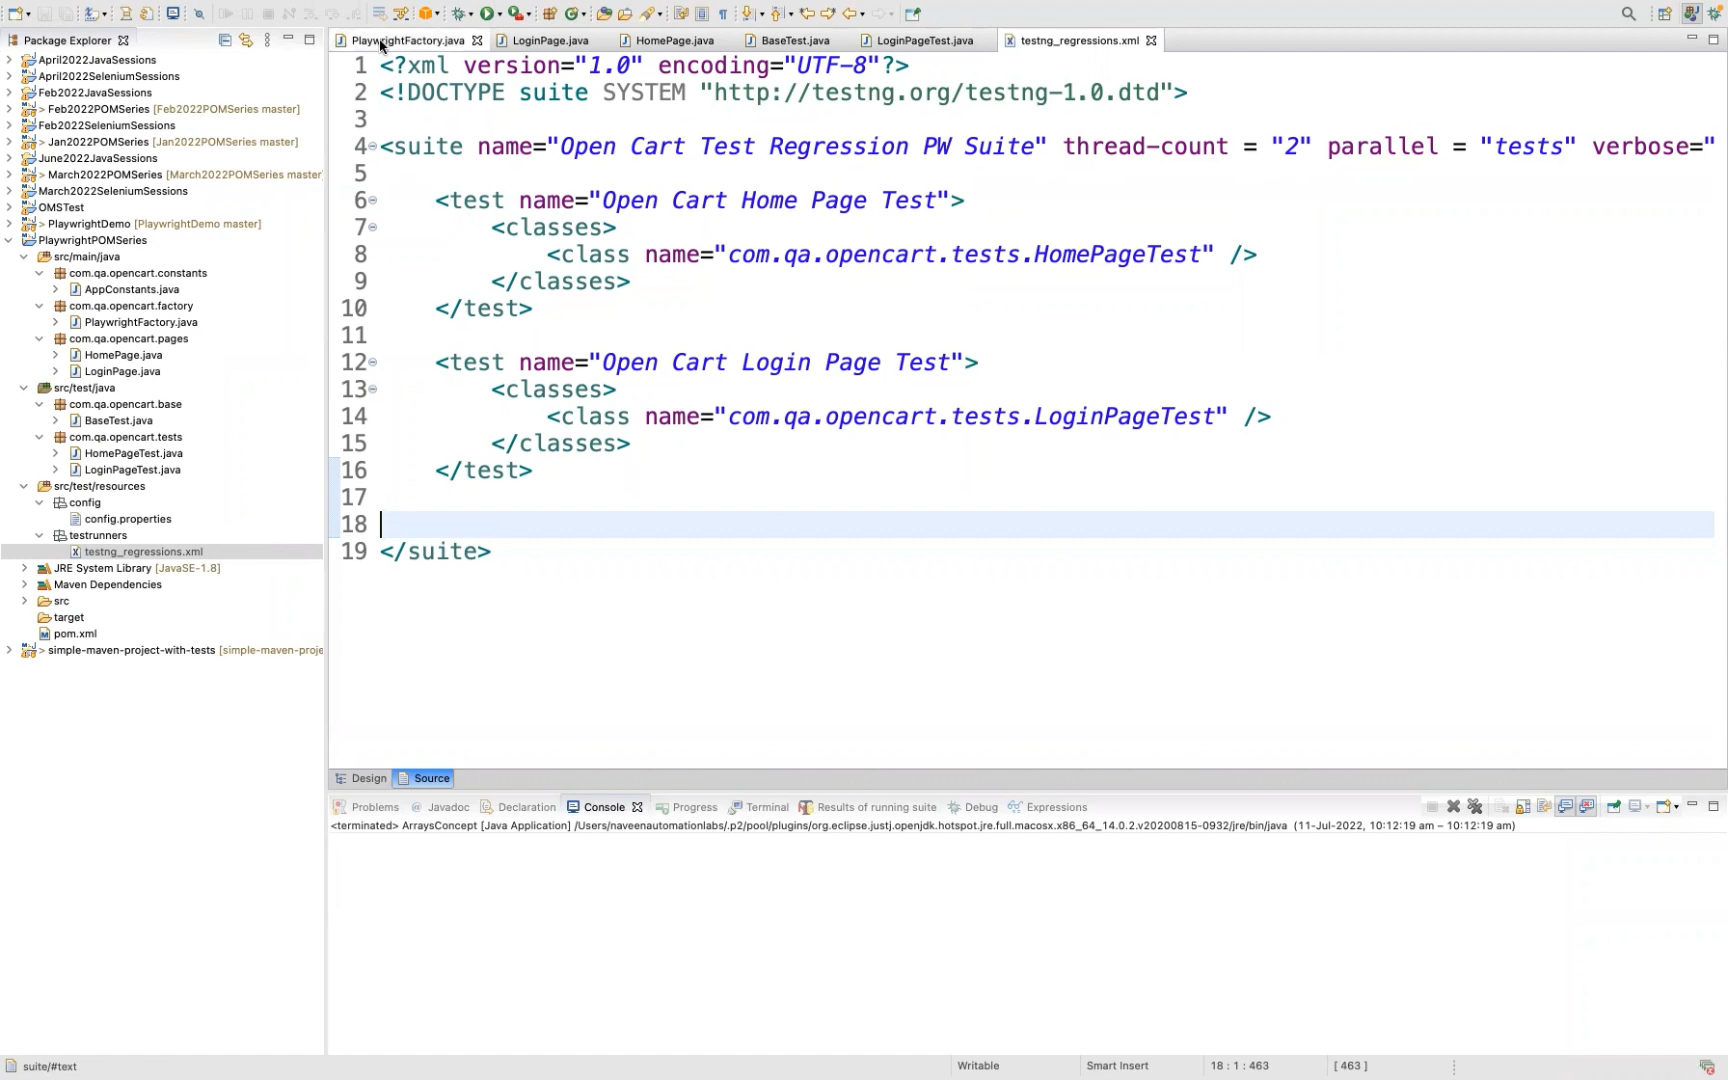 Package Explorer
PlaywrightFactory.java
LoginPage.java
HomePage.java
BaseTest.java
LoginPageTest.java
testng_regressions.xml
April2022JavaSessions
April2022SeleniumSessions
Feb2022JavaSessions
> Feb2022POMSeries [Feb2022POMSeries master]
Feb2022SeleniumSessions
> Jan2022POMSeries [Jan2022POMSeries master]
June2022JavaSessions
> March2022POMSeries [March2022POMSeries master
March2022SeleniumSessions
OMSTest
> PlaywrightDemo [PlaywrightDemo master]
PlaywrightPOMSeries
src/main/java
com.qa.opencart.constants
AppConstants.java
com.qa.opencart.factory
PlaywrightFactory.java
com.qa.opencart.pages
HomePage.java
LoginPage.java
src/test/java
com.qa.opencart.base
BaseTest.java
com.qa.opencart.tests
HomePageTest.java
LoginPageTest.java
src/test/resources
config
config.properties
testrunners
testng_regressions.xml
JRE System Library [JavaSE-1.8]
Maven Dependencies
src
target
pom.xml
> simple-maven-project-with-tests [simple-maven-proje
1 <?xml version="1.0" encoding="UTF-8"?>
2 <!DOCTYPE suite SYSTEM "http://testng.org/testng-1.0.dtd">
3
4 <suite name="Open Cart Test Regression PW Suite" thread-count = "2" parallel = "tests" verbose="
5
6 <test name="Open Cart Home Page Test">
7 <classes>
8 <class name="com.qa.opencart.tests.HomePageTest" />
9 </classes>
10 </test>
11
12 <test name="Open Cart Login Page Test">
13 <classes>
14 <class name="com.qa.opencart.tests.LoginPageTest" />
15 </classes>
16 </test>
17
18
19 </suite>
Design Source
Problems Javadoc Declaration Console Progress Terminal Results of running suite Debug Expressions
<terminated> ArraysConcept [Java Application] /Users/naveenautomationlabs/.p2/pool/plugins/org.eclipse.justj.openjdk.hotspot.jre.full.macosx.x86_64_14.0.2.v20200815-0932/jre/bin/java (11-Jul-2022, 10:12:19 am – 10:12:19 am)
suite/#text
Writable
Smart Insert
18 : 1 : 463
[ 463 ]